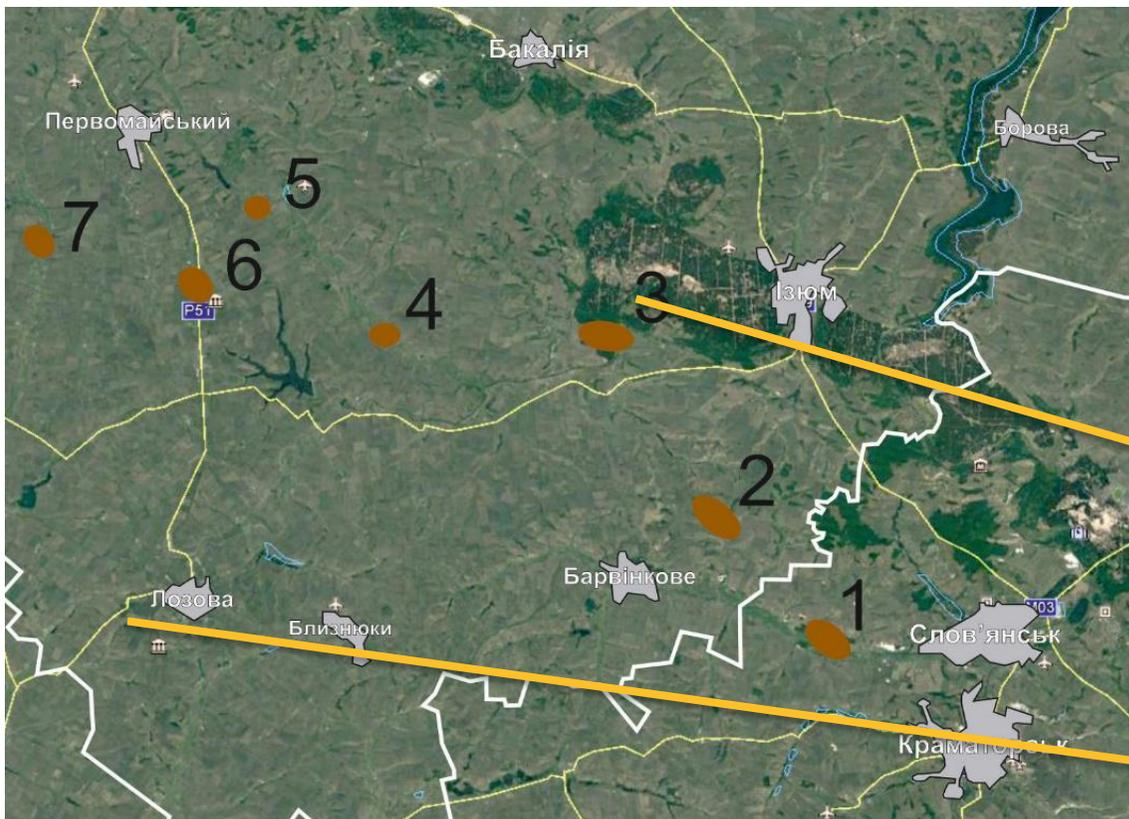 Бакалія
Первомайський
Борова
5
7
6
Ізюм
4
3
Р51
2
Барвінкове
1
Лозова
М03
Близнюки
Слов'янськ
Краматорськ